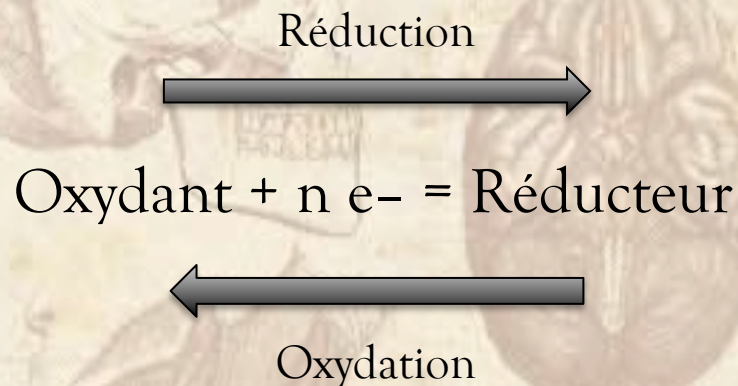 Réduction
Oxydant + n e- = Réducteur
Oxydation